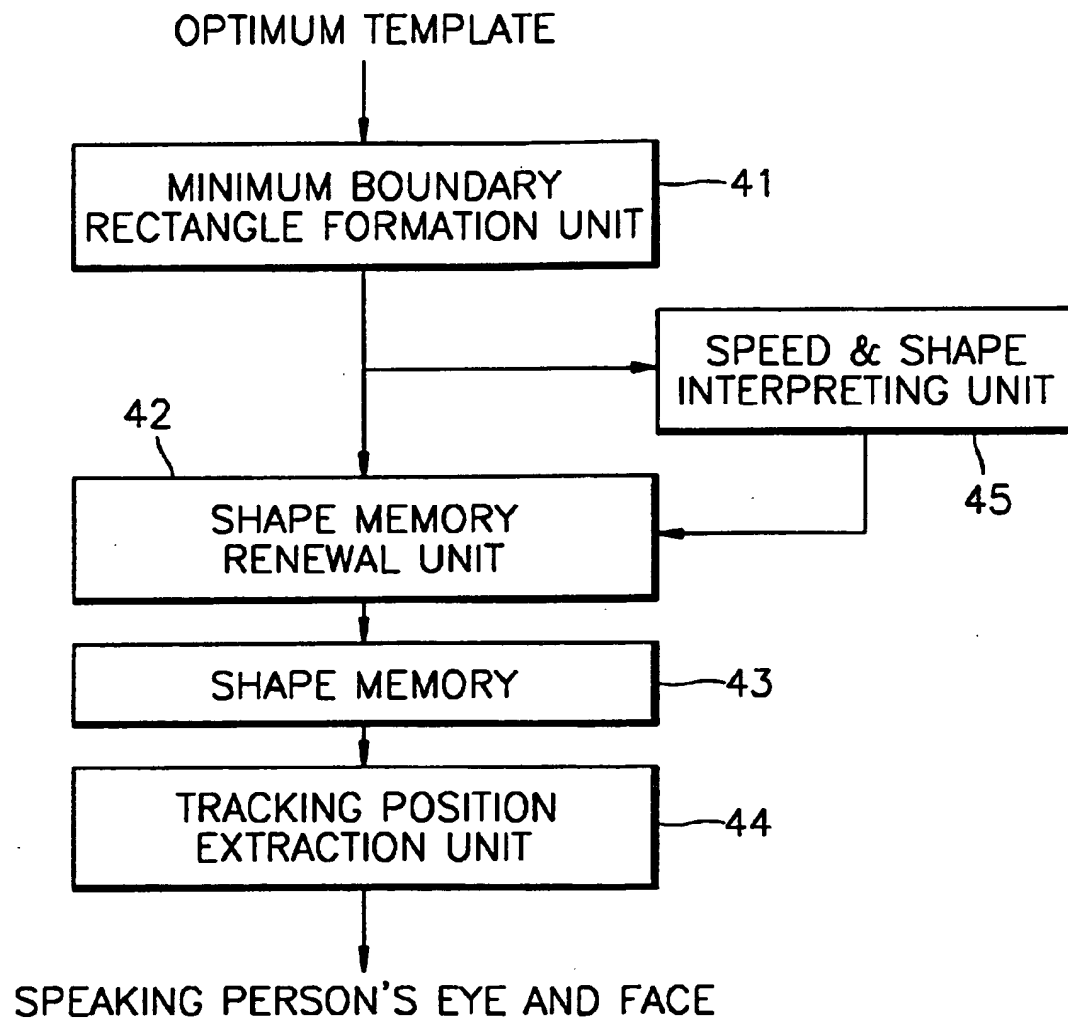 OPTIMUM TEMPLATE
MINIMUM BOUNDARY
RECTANGLE FORMATION UNIT
41
SPEED & SHAPE
INTERPRETING UNIT
45
42
SHAPE MEMORY
RENEWAL UNIT
SHAPE MEMORY
43
TRACKING POSITION
EXTRACTION UNIT
44
SPEAKING PERSON'S EYE AND FACE